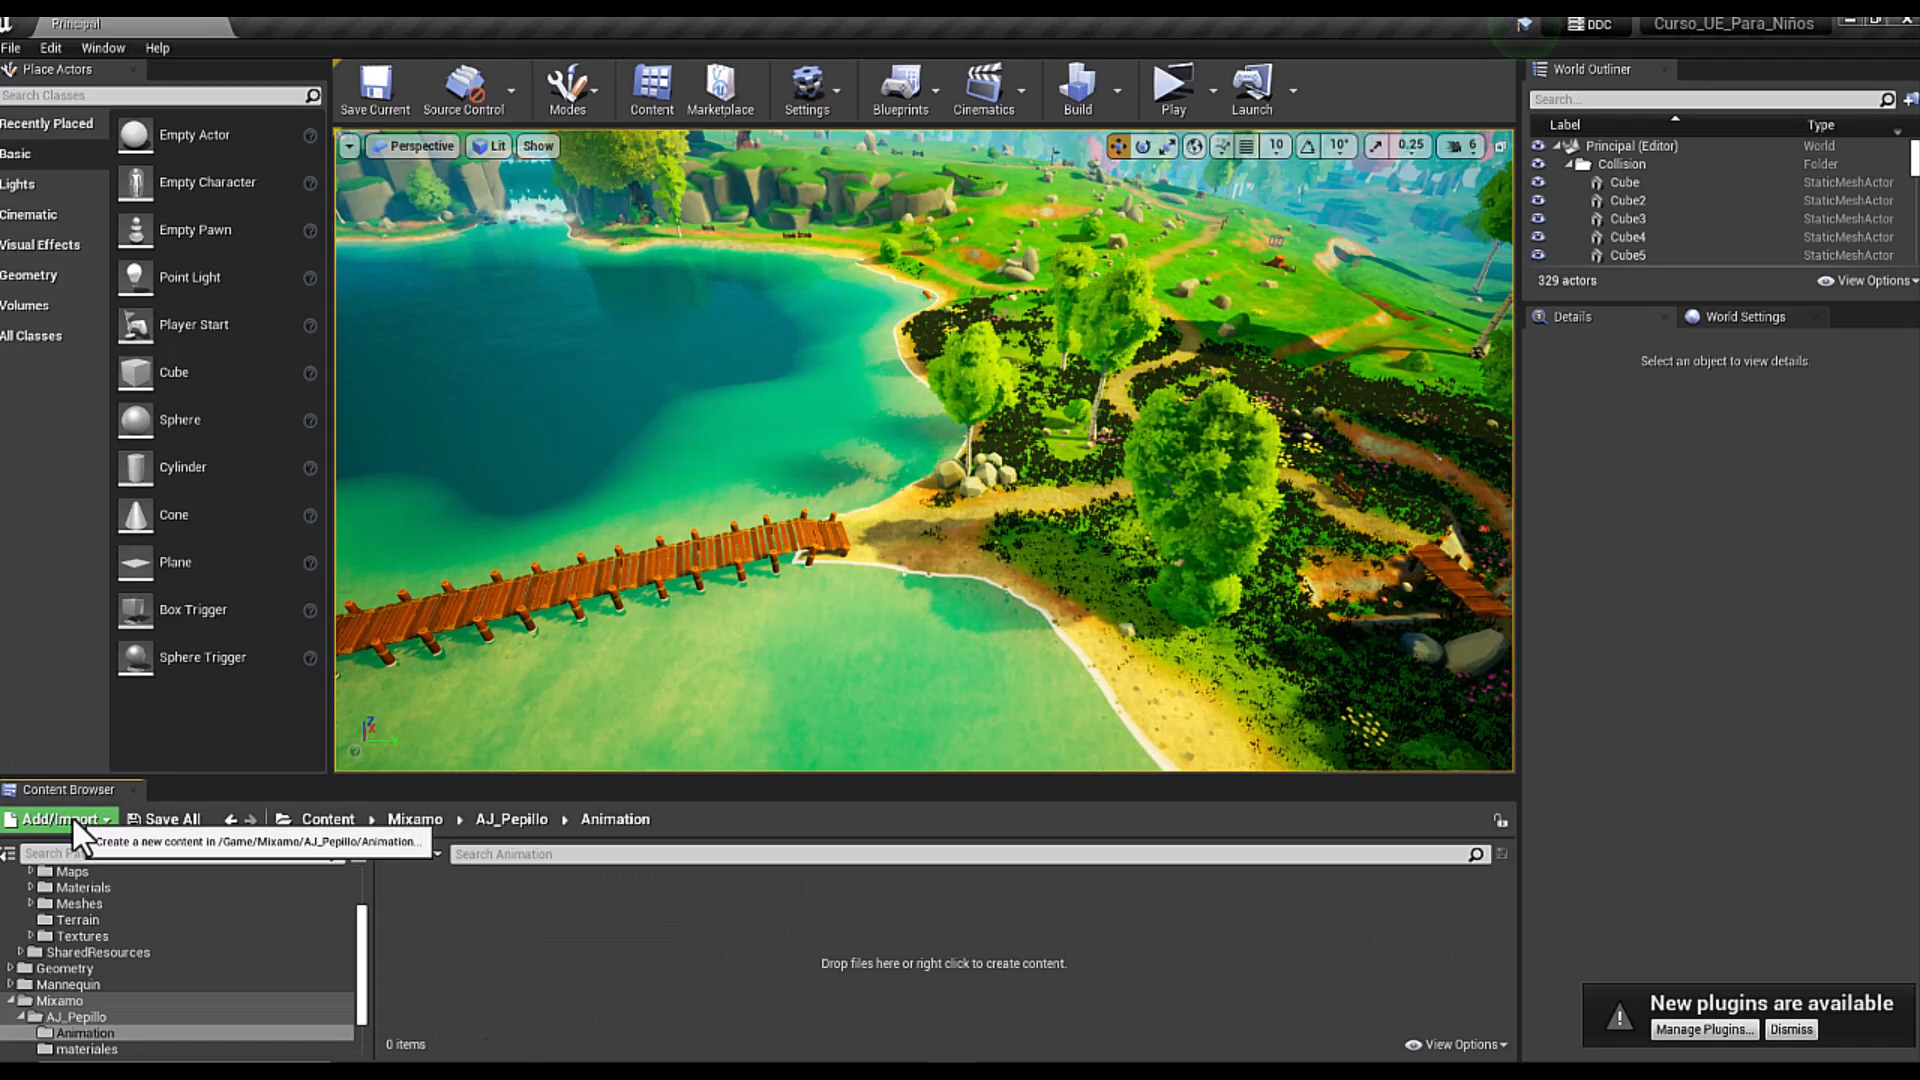 Principal
DDC
Curso_UE_Para_Niños
File Edit Window Help
Place Actors
Search Classes
Recently Placed
Basic
Lights
Cinematic
Visual Effects
Geometry
Volumes
All Classes
Empty Actor
Empty Character
Empty Pawn
Point Light
Player Start
Cube
Sphere
Cylinder
Cone
Plane
Box Trigger
Sphere Trigger
Save Current Source Control Modes Content Marketplace Settings Blueprints Cinematics Build Play Launch
Perspective Lit Show 10 10° 0.25 6
Z
X
World Outliner
Search...
Label Type
Principal (Editor) World
Collision Folder
Cube StaticMeshActor
Cube2 StaticMeshActor
Cube3 StaticMeshActor
Cube4 StaticMeshActor
Cube5 StaticMeshActor
329 actors View Options
Details World Settings
Select an object to view details.
Content Browser
Add/Import Save All Content Mixamo AJ_Pepillo Animation
Create a new content in /Game/Mixamo/AJ_Pepillo/Animation...
Search Animation
Maps
Materials
Meshes
Terrain
Textures
SharedResources
Geometry
Mannequin
Mixamo
AJ_Pepillo
Animation
materiales
Drop files here or right click to create content.
0 items View Options
New plugins are available
Manage Plugins... Dismiss